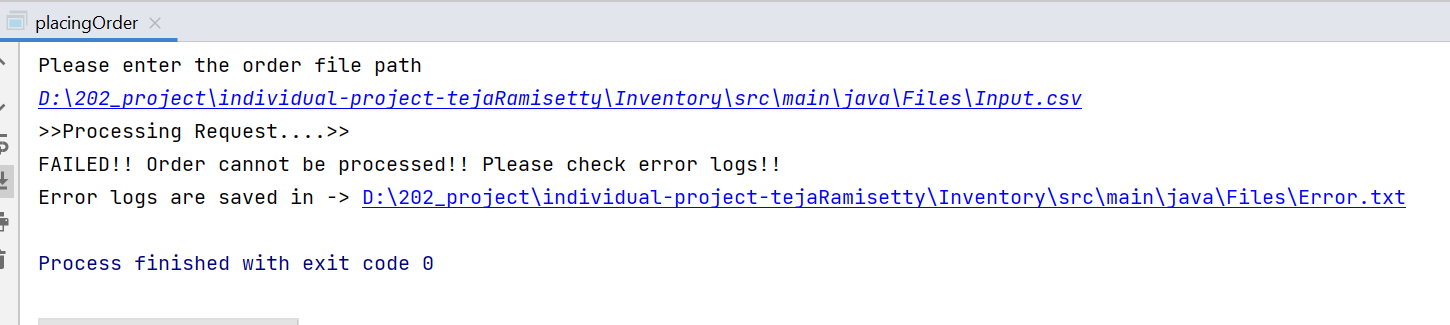 placingOrder
Please enter the order file path
D:\202_project\individual-project-tejaRamisetty\Inventory\src\main\java\Files\Input.csv
>>Processing Request....>>
FAILED!! Order cannot be processed!! Please check error logs!!
Error logs are saved in -> D:\202_project\individual-project-tejaRamisetty\Inventory\src\main\java\Files\Error.txt
Process finished with exit code 0